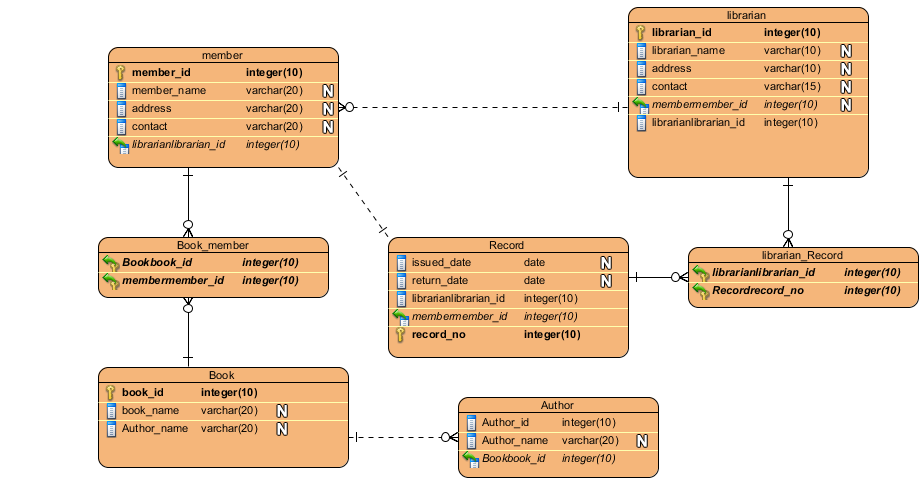 librarian
librarian_id integer(10)
librarian_name varchar(10) N
address varchar(10) N
contact varchar(15) N
membermember_id integer(10) N
librarianlibrarian_id integer(10)
member
member_id integer(10)
member_name varchar(20) N
address varchar(20) N
contact varchar(20) N
librarianlibrarian_id integer(10)
Book_member
Bookbook_id integer(10)
membermember_id integer(10)
Record
issued_date date N
return_date date N
librarianlibrarian_id integer(10)
membermember_id integer(10)
record_no integer(10)
librarian_Record
librarianlibrarian_id integer(10)
Recordrecord_no integer(10)
Book
book_id integer(10)
book_name varchar(20) N
Author_name varchar(20) N
Author
Author_id integer(10)
Author_name varchar(20) N
Bookbook_id integer(10)